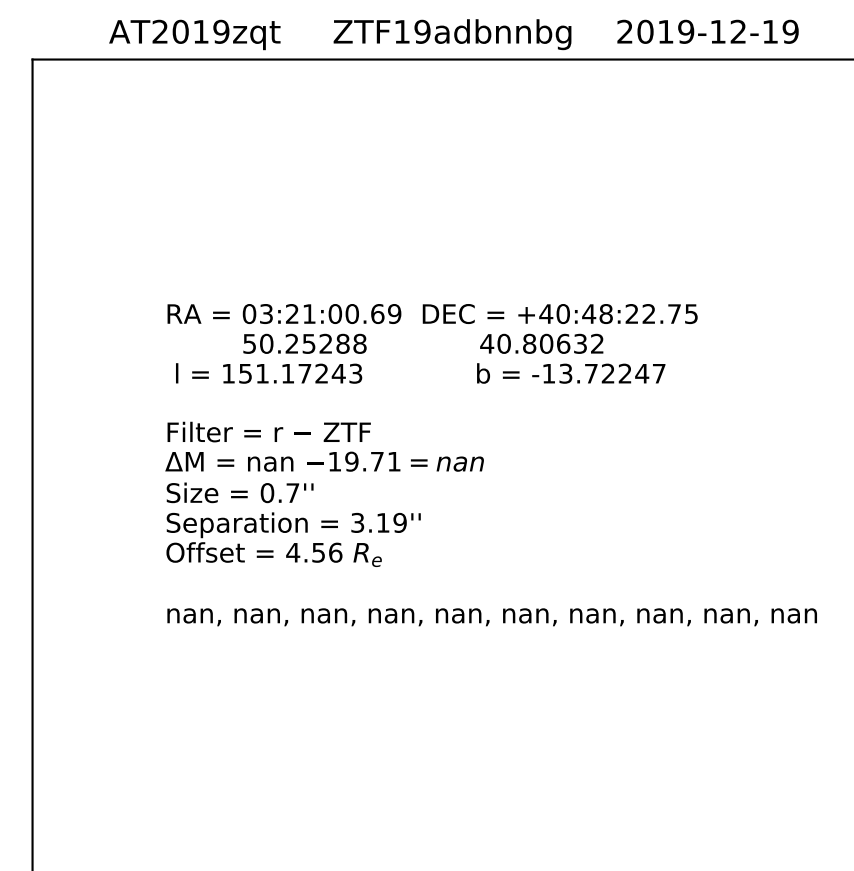 AT2019zqt ZTF19adbnnbg 2019-12-19
RA = 03:21:00.69 DEC = +40:48:22.75
50.25288 40.80632
l = 151.17243 b = -13.72247
Filter = r − ZTF
ΔM = nan −19.71 = nan
Size = 0.7''
Separation = 3.19''
Offset = 4.56 Rₑ
nan, nan, nan, nan, nan, nan, nan, nan, nan, nan